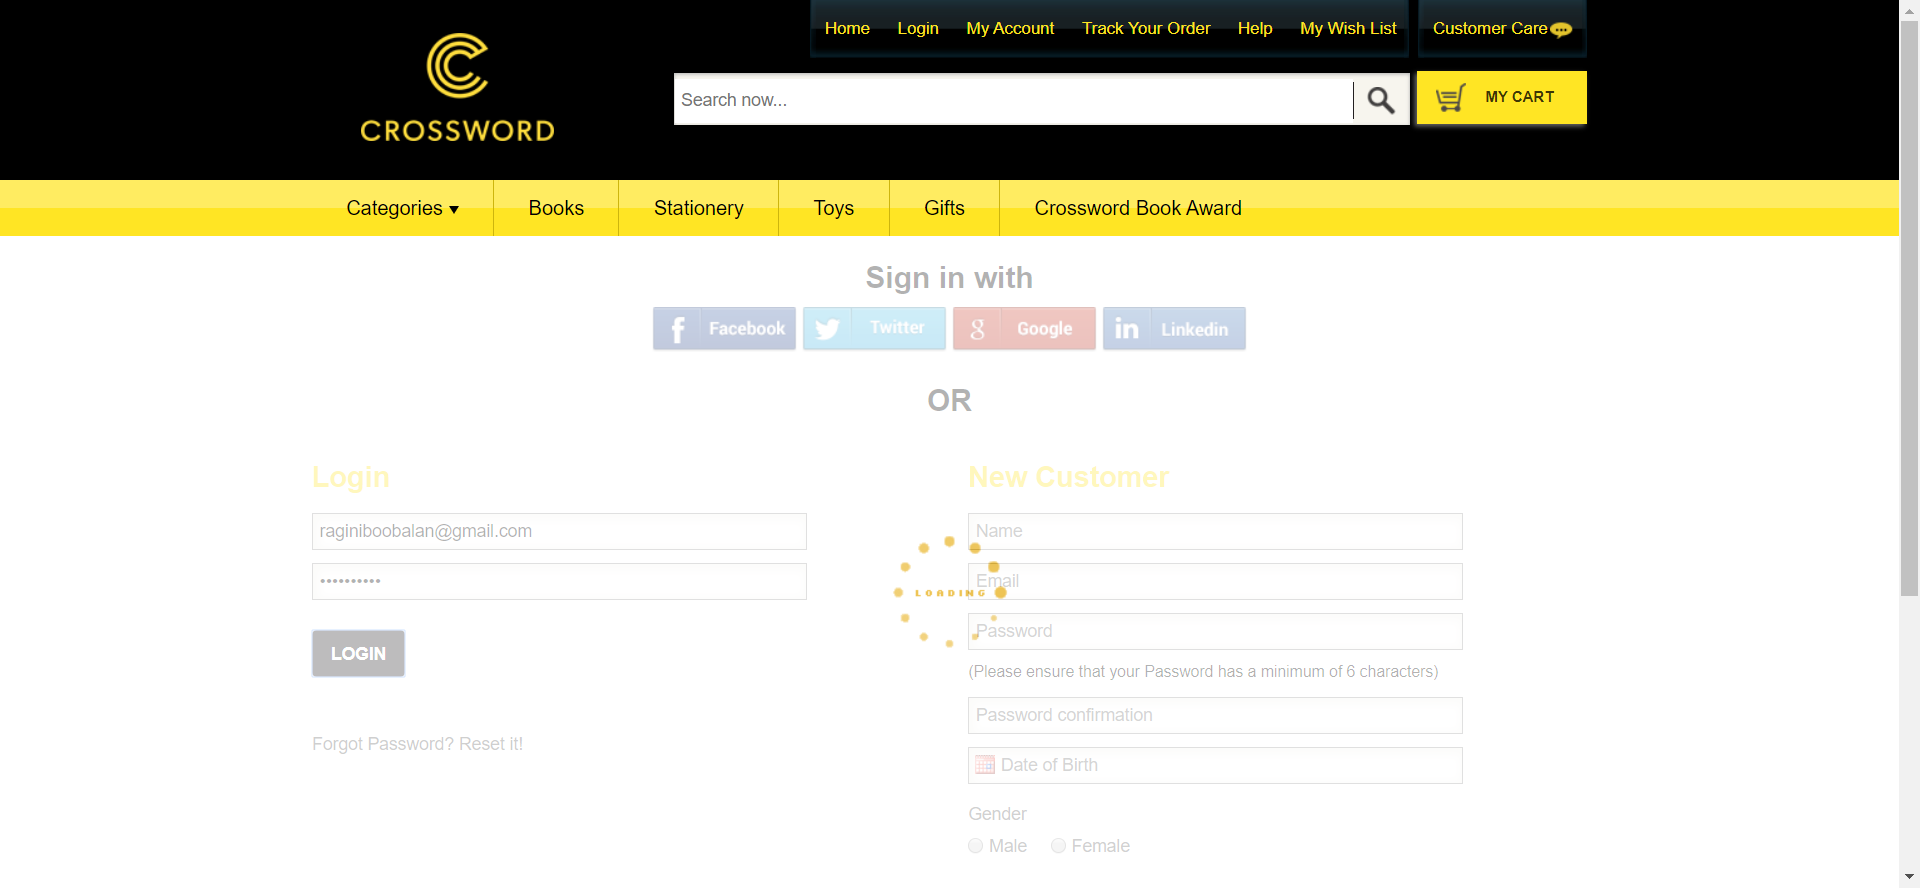 Home Login My Account Track Your Order Help My Wish List Customer Care
CROSSWORD
Search now...
MY CART
Categories ▼ Books Stationery Toys Gifts Crossword Book Award
Sign in with
Facebook Twitter Google Linkedin
OR
Login
raginiboobalan@gmail.com
••••••••••
LOGIN
Forgot Password? Reset it!
New Customer
Name
Email
LOADING
Password
(Please ensure that your Password has a minimum of 6 characters)
Password confirmation
Date of Birth
Gender
Male Female